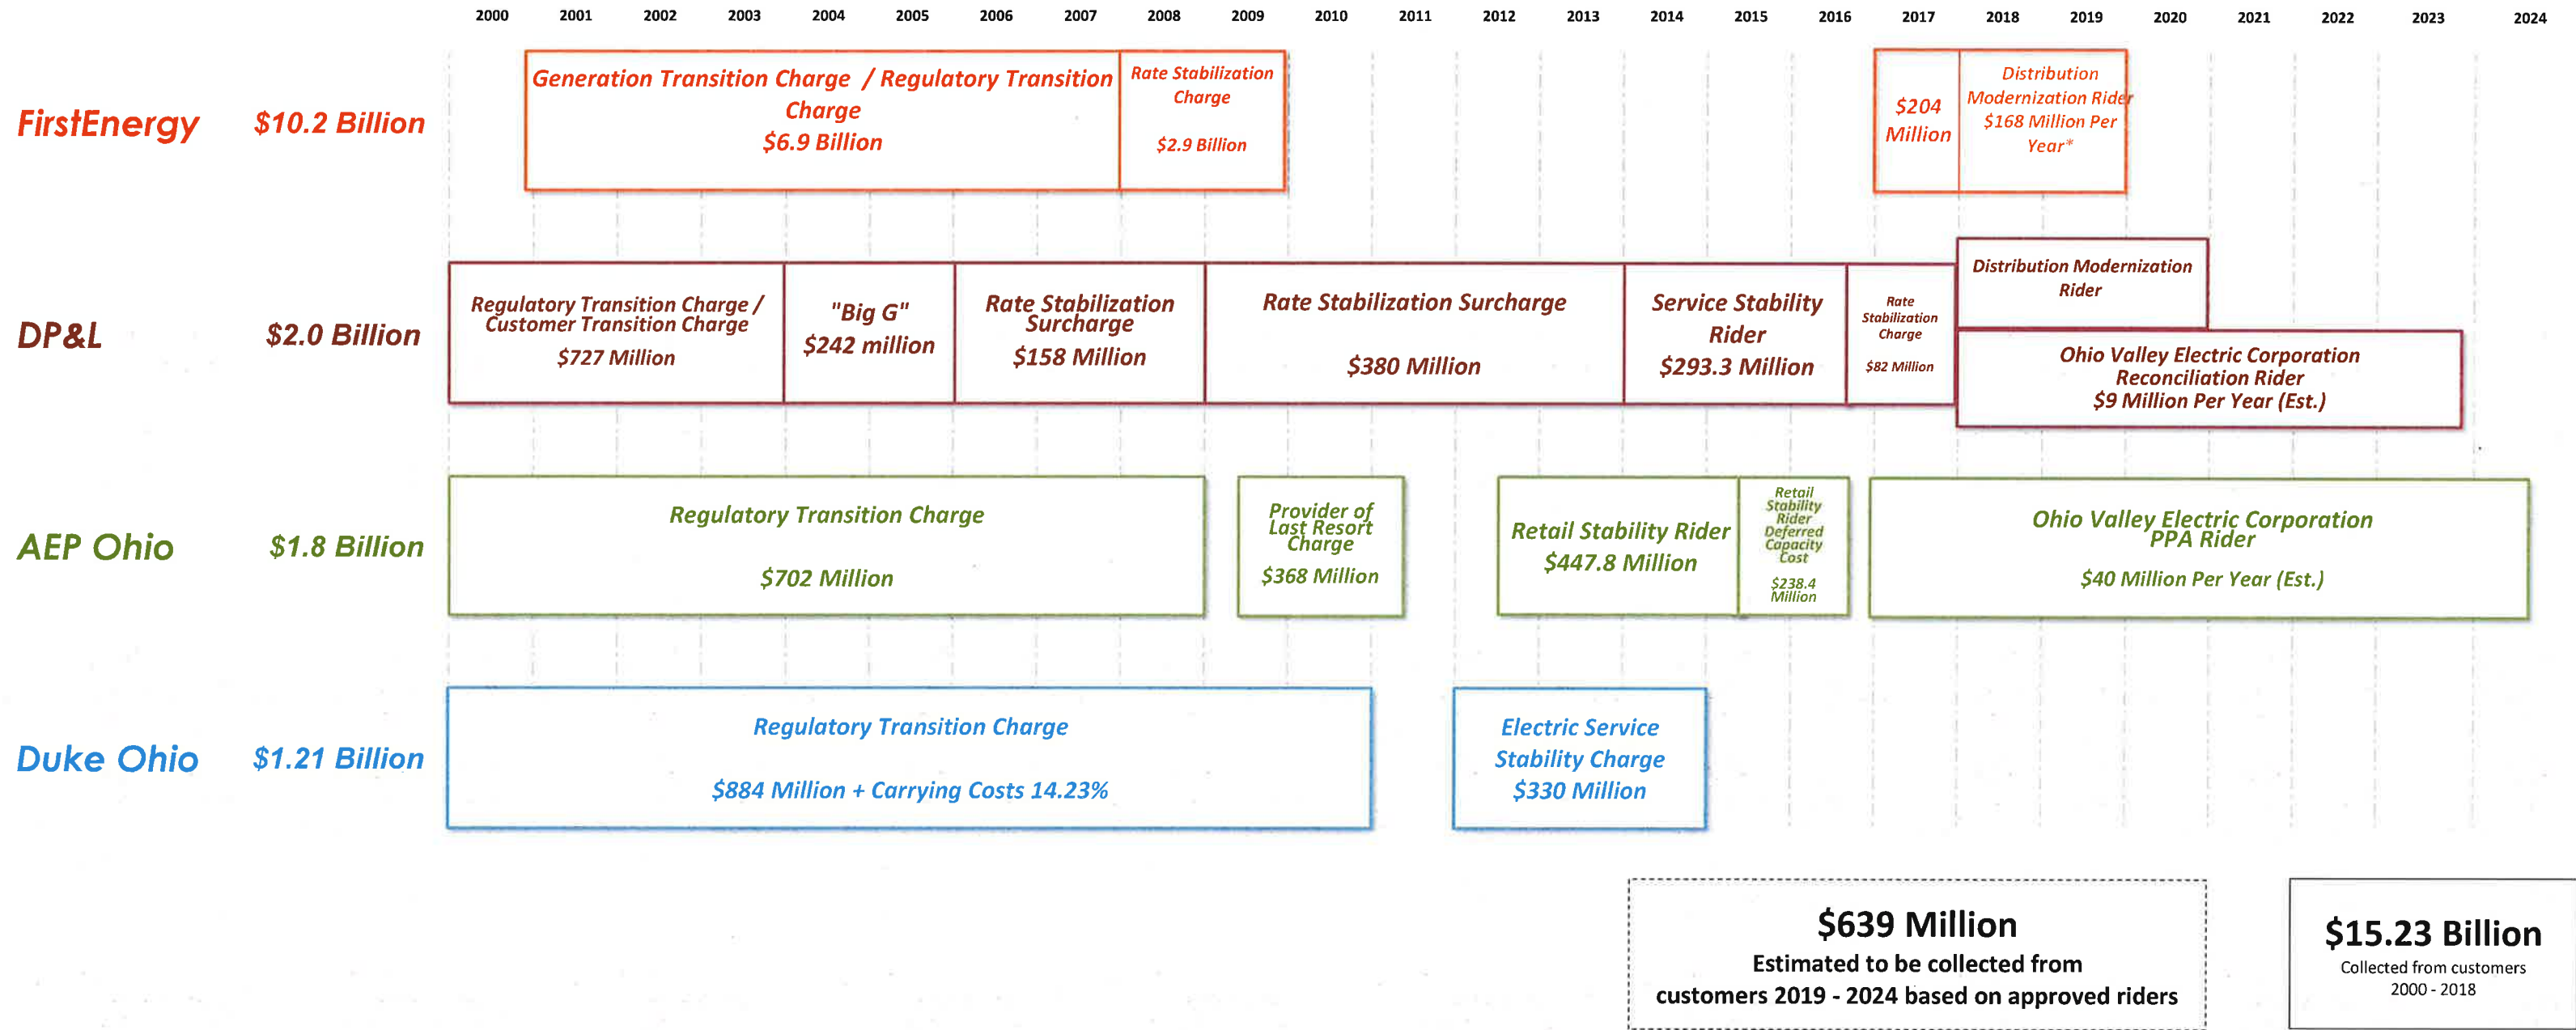 2000 2001 2002 2003 2004 2005 2006 2007 2008 2009 2010 2011 2012 2013 2014 2015 2016 2017 2018 2019 2020 2021 2022 2023 2024
FirstEnergy
$10.2 Billion
Generation Transition Charge / Regulatory Transition
Charge
$6.9 Billion
Rate Stabilization
Charge
$2.9 Billion
$204
Million
Distribution
Modernization Rider
$168 Million Per
Year*
DP&L
$2.0 Billion
Regulatory Transition Charge /
Customer Transition Charge
$727 Million
"Big G"
$242 million
Rate Stabilization
Surcharge
$158 Million
Rate Stabilization Surcharge
$380 Million
Service Stability
Rider
$293.3 Million
Rate
Stabilization
Charge
$82 Million
Distribution Modernization
Rider
Ohio Valley Electric Corporation
Reconciliation Rider
$9 Million Per Year (Est.)
AEP Ohio
$1.8 Billion
Regulatory Transition Charge
$702 Million
Provider of
Last Resort
Charge
$368 Million
Retail Stability Rider
$447.8 Million
Retail
Stability
Rider
Deferred
Capacity
Cost
$238.4
Million
Ohio Valley Electric Corporation
PPA Rider
$40 Million Per Year (Est.)
Duke Ohio
$1.21 Billion
Regulatory Transition Charge
$884 Million + Carrying Costs 14.23%
Electric Service
Stability Charge
$330 Million
$639 Million
Estimated to be collected from
customers 2019 - 2024 based on approved riders
$15.23 Billion
Collected from customers
2000 - 2018